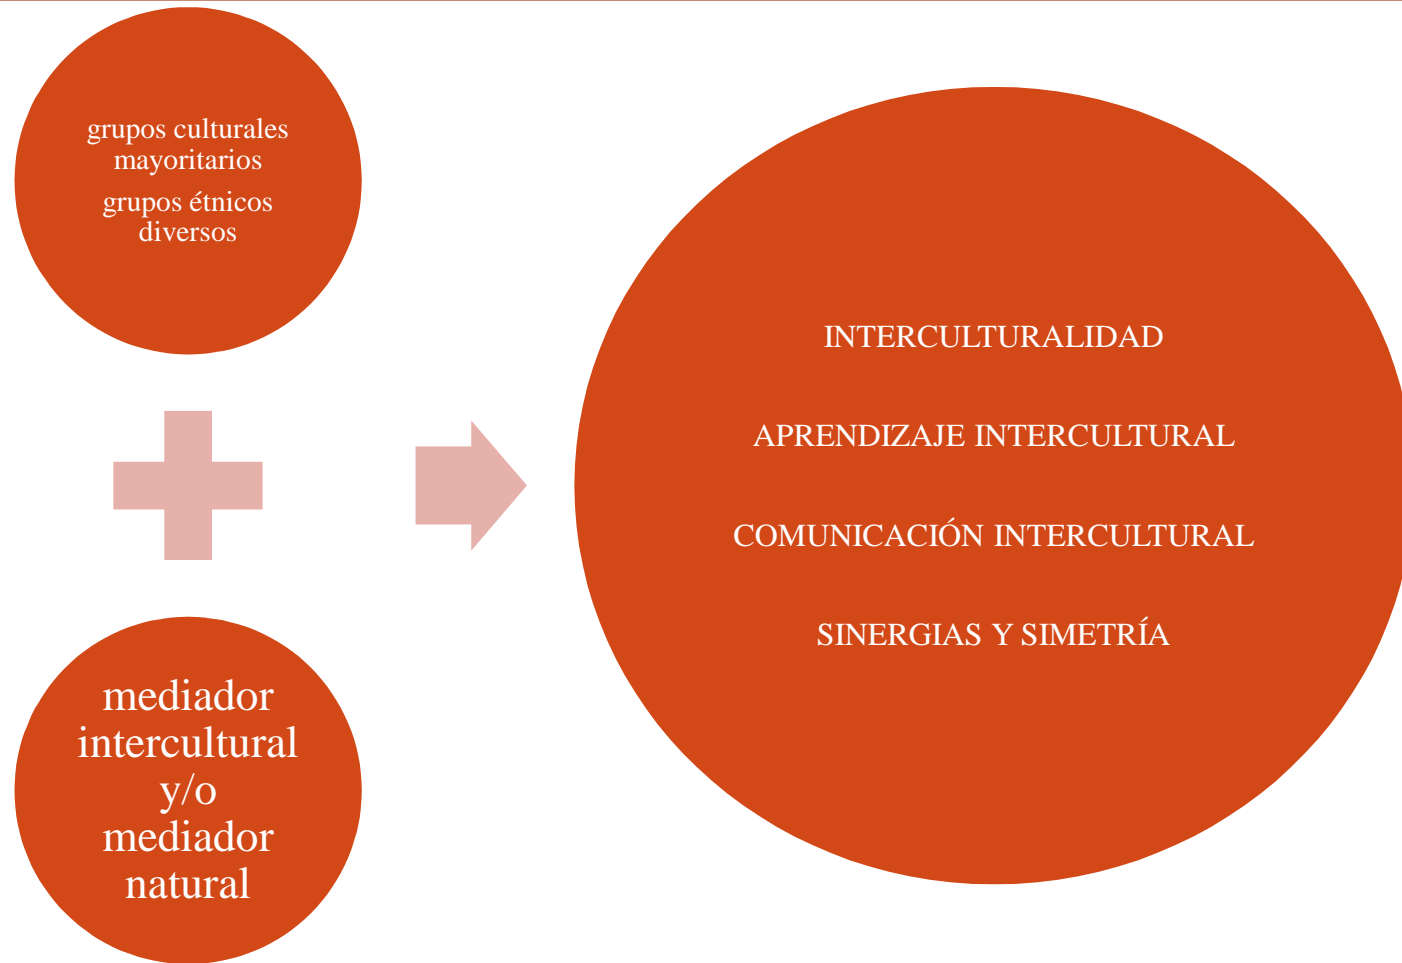 grupos culturales
mayoritarios
grupos étnicos
diversos
mediador
intercultural
y/o
mediador
natural
INTERCULTURALIDAD
APRENDIZAJE INTERCULTURAL
COMUNICACIÓN INTERCULTURAL
SINERGIAS Y SIMETRÍA